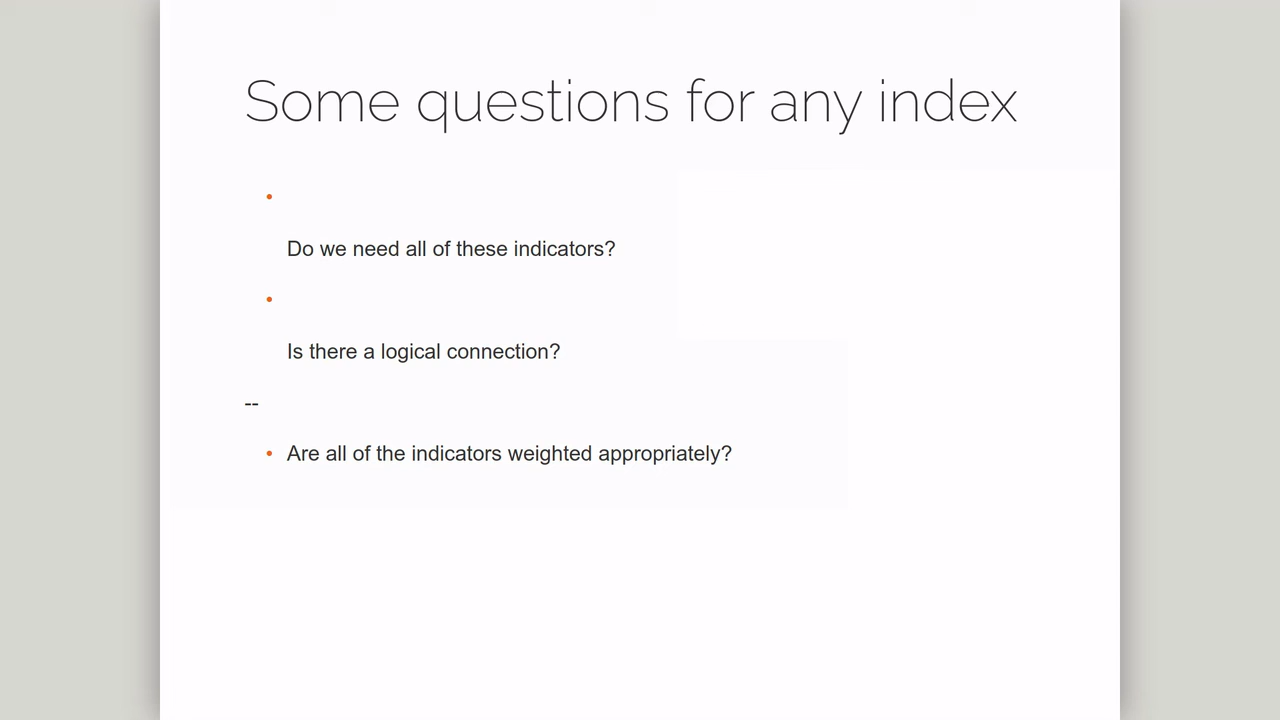 Some questions for any index
•
Do we need all of these indicators?
•
Is there a logical connection?
--
• Are all of the indicators weighted appropriately?